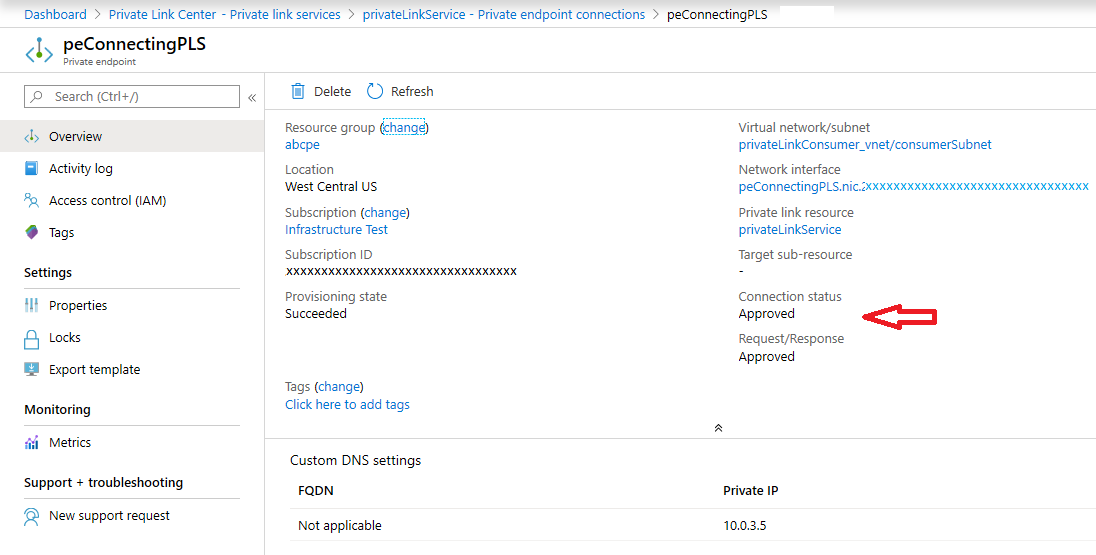 Dashboard > Private Link Center - Private link services > privateLinkService - Private endpoint connections > peConnectingPLS
peConnectingPLS
Private endpoint
Search (Ctrl+/)
«
Overview
Activity log
Access control (IAM)
Tags
Settings
Properties
Locks
Export template
Monitoring
Metrics
Support + troubleshooting
New support request
Delete Refresh
Resource group (change)
abcpe
Location
West Central US
Subscription (change)
Infrastructure Test
Subscription ID
xxxxxxxxxxxxxxxxxxxxxxxxxxxxxxxxx
Provisioning state
Succeeded
Tags (change)
Click here to add tags
Virtual network/subnet
privateLinkConsumer_vnet/consumerSubnet
Network interface
peConnectingPLS.nic.2xxxxxxxxxxxxxxxxxxxxxxxxxxxxxxxx
Private link resource
privateLinkService
Target sub-resource
-
Connection status
Approved
Request/Response
Approved
Custom DNS settings
FQDN Private IP
Not applicable 10.0.3.5